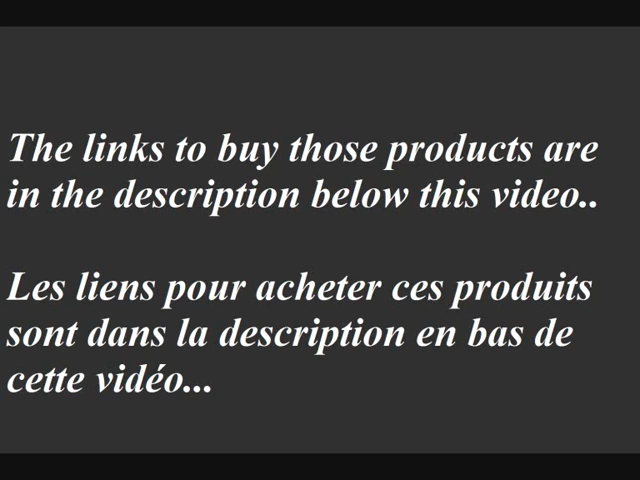 The links to buy those products are
in the description below this video..
Les liens pour acheter ces produits
sont dans la description en bas de
cette vidéo...